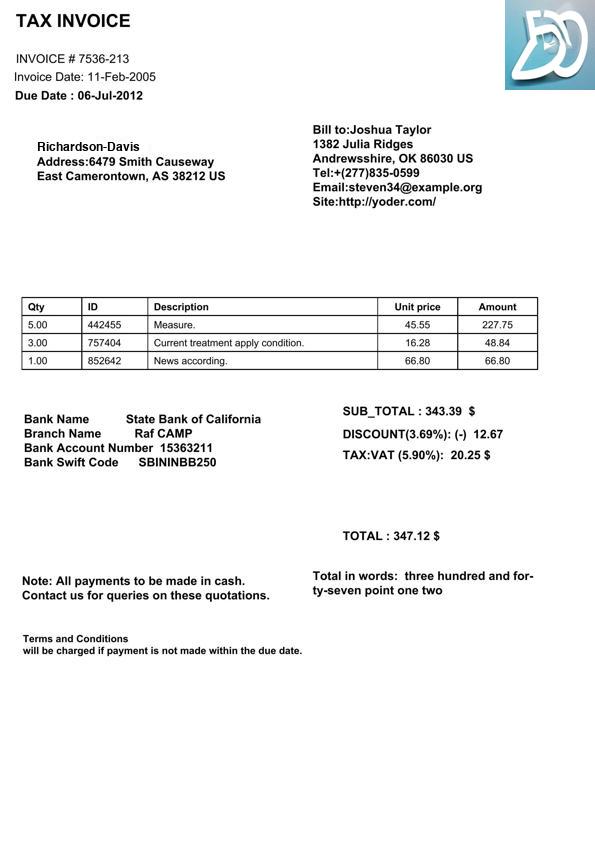 TAX INVOICE
INVOICE # 7536-213
Invoice Date: 11-Feb-2005
Due Date : 06-Jul-2012
Richardson-Davis
Address:6479 Smith Causeway
East Camerontown, AS 38212 US
Bill to:Joshua Taylor
1382 Julia Ridges
Andrewsshire, OK 86030 US
Tel:+(277)835-0599
Email:steven34@example.org
Site:http://yoder.com/
Qty ID Description Unit price Amount
5.00 442455 Measure. 45.55 227.75
3.00 757404 Current treatment apply condition. 16.28 48.84
1.00 852642 News according. 66.80 66.80
Bank Name State Bank of California
Branch Name Raf CAMP
Bank Account Number 15363211
Bank Swift Code SBININBB250
SUB_TOTAL : 343.39 $
DISCOUNT(3.69%): (-) 12.67
TAX:VAT (5.90%): 20.25 $
TOTAL : 347.12 $
Total in words: three hundred and for-
ty-seven point one two
Note: All payments to be made in cash.
Contact us for queries on these quotations.
Terms and Conditions
will be charged if payment is not made within the due date.